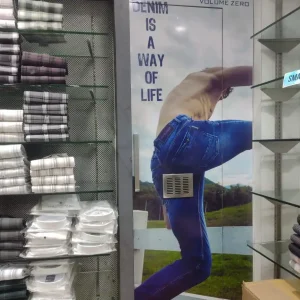 VOLUME ZERO
DENIM
IS
A
WAY
OF
LIFE